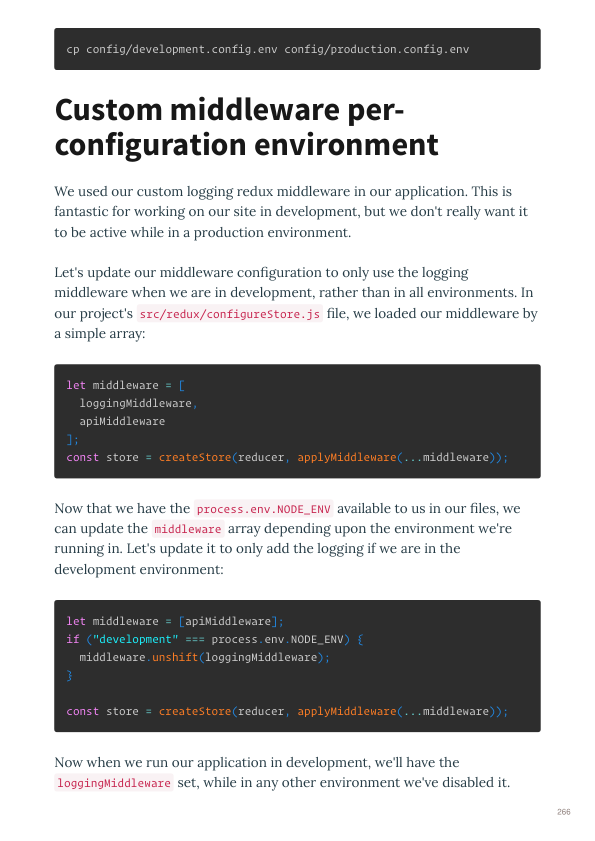 cp config/development.config.env config/production.config.env
Custom middleware per-
configuration environment
We used our custom logging redux middleware in our application. This is
fantastic for working on our site in development, but we don't really want it
to be active while in a production environment.
Let's update our middleware configuration to only use the logging
middleware when we are in development, rather than in all environments. In
our project's src/redux/configureStore.js file, we loaded our middleware by
a simple array:
let middleware = [
  loggingMiddleware,
  apiMiddleware
];
const store = createStore(reducer, applyMiddleware(...middleware));
Now that we have the process.env.NODE_ENV available to us in our files, we
can update the middleware array depending upon the environment we're
running in. Let's update it to only add the logging if we are in the
development environment:
let middleware = [apiMiddleware];
if ("development" === process.env.NODE_ENV) {
  middleware.unshift(loggingMiddleware);
}
const store = createStore(reducer, applyMiddleware(...middleware));
Now when we run our application in development, we'll have the
loggingMiddleware set, while in any other environment we've disabled it.
266